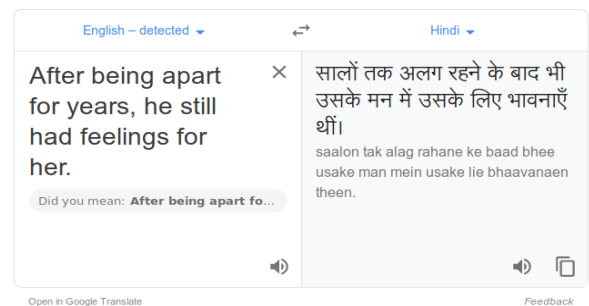 English – detected
Hindi
After being apart
for years, he still
had feelings for
her.
Did you mean: After being apart fo...
सालों तक अलग रहने के बाद भी
उसके मन में उसके लिए भावनाएँ
थीं।
saalon tak alag rahane ke baad bhee
usake man mein usake lie bhaavanaen
theen.
Open in Google Translate
Feedback